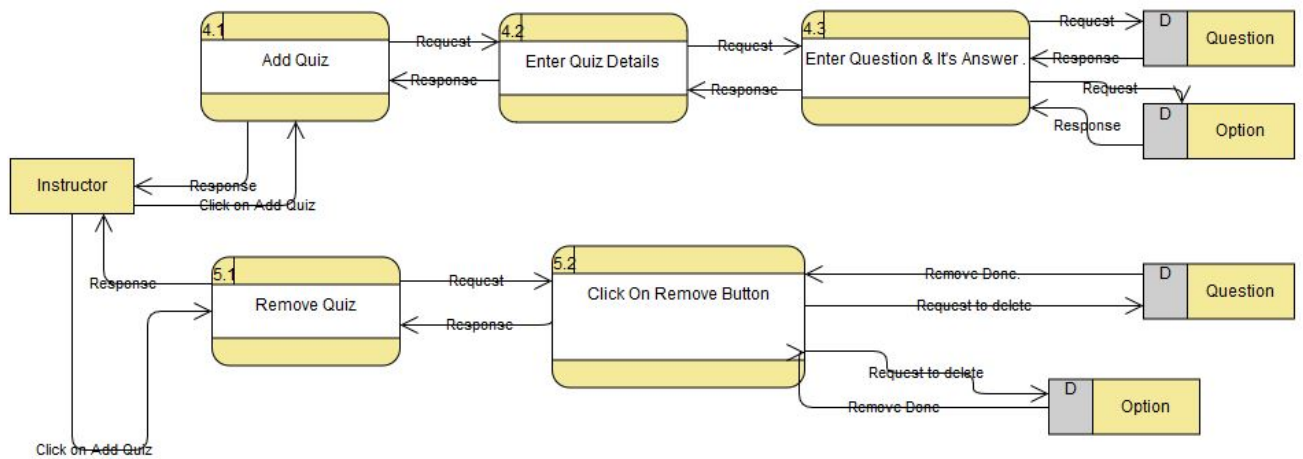 4.1
Add Quiz
Request
Response
4.2
Enter Quiz Details
Request
Response
4.3
Enter Question & It's Answer .
Request
Response
D
Question
Request
Response
D
Option
Instructor
Response
Click on Add Quiz
Response
Click on Add Quiz
5.1
Remove Quiz
Request
Response
5.2
Click On Remove Button
Remove Done.
Request to delete
D
Question
Request to delete
Remove Done
D
Option